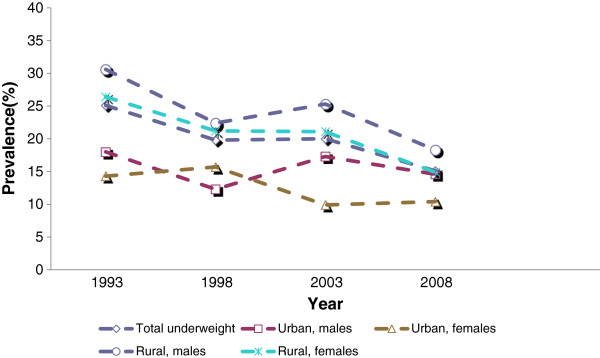 40
35
30
25
20
15
10
5
0
Prevalence(%)
1993 1998 2003 2008
Year
Total underweight Urban, males Urban, females
Rural, males Rural, females